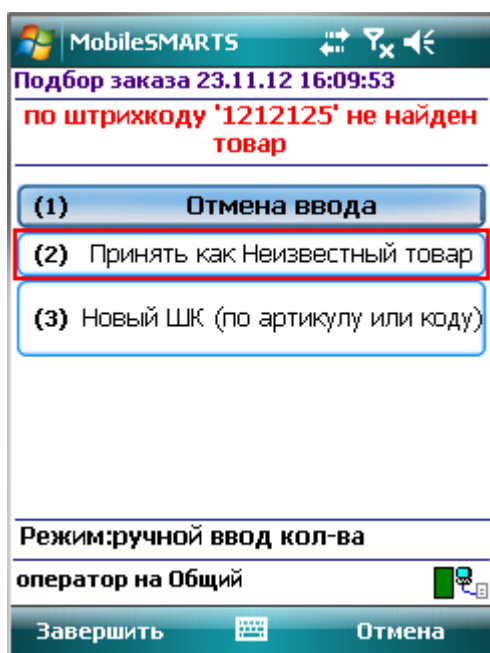 MobileSMARTS
Подбор заказа 23.11.12 16:09:53
по штрихкоду '1212125' не найден
товар
(1) Отмена ввода
(2) Принять как Неизвестный товар
(3) Новый ШК (по артикулу или коду)
Режим:ручной ввод кол-ва
оператор на Общий
Завершить Отмена